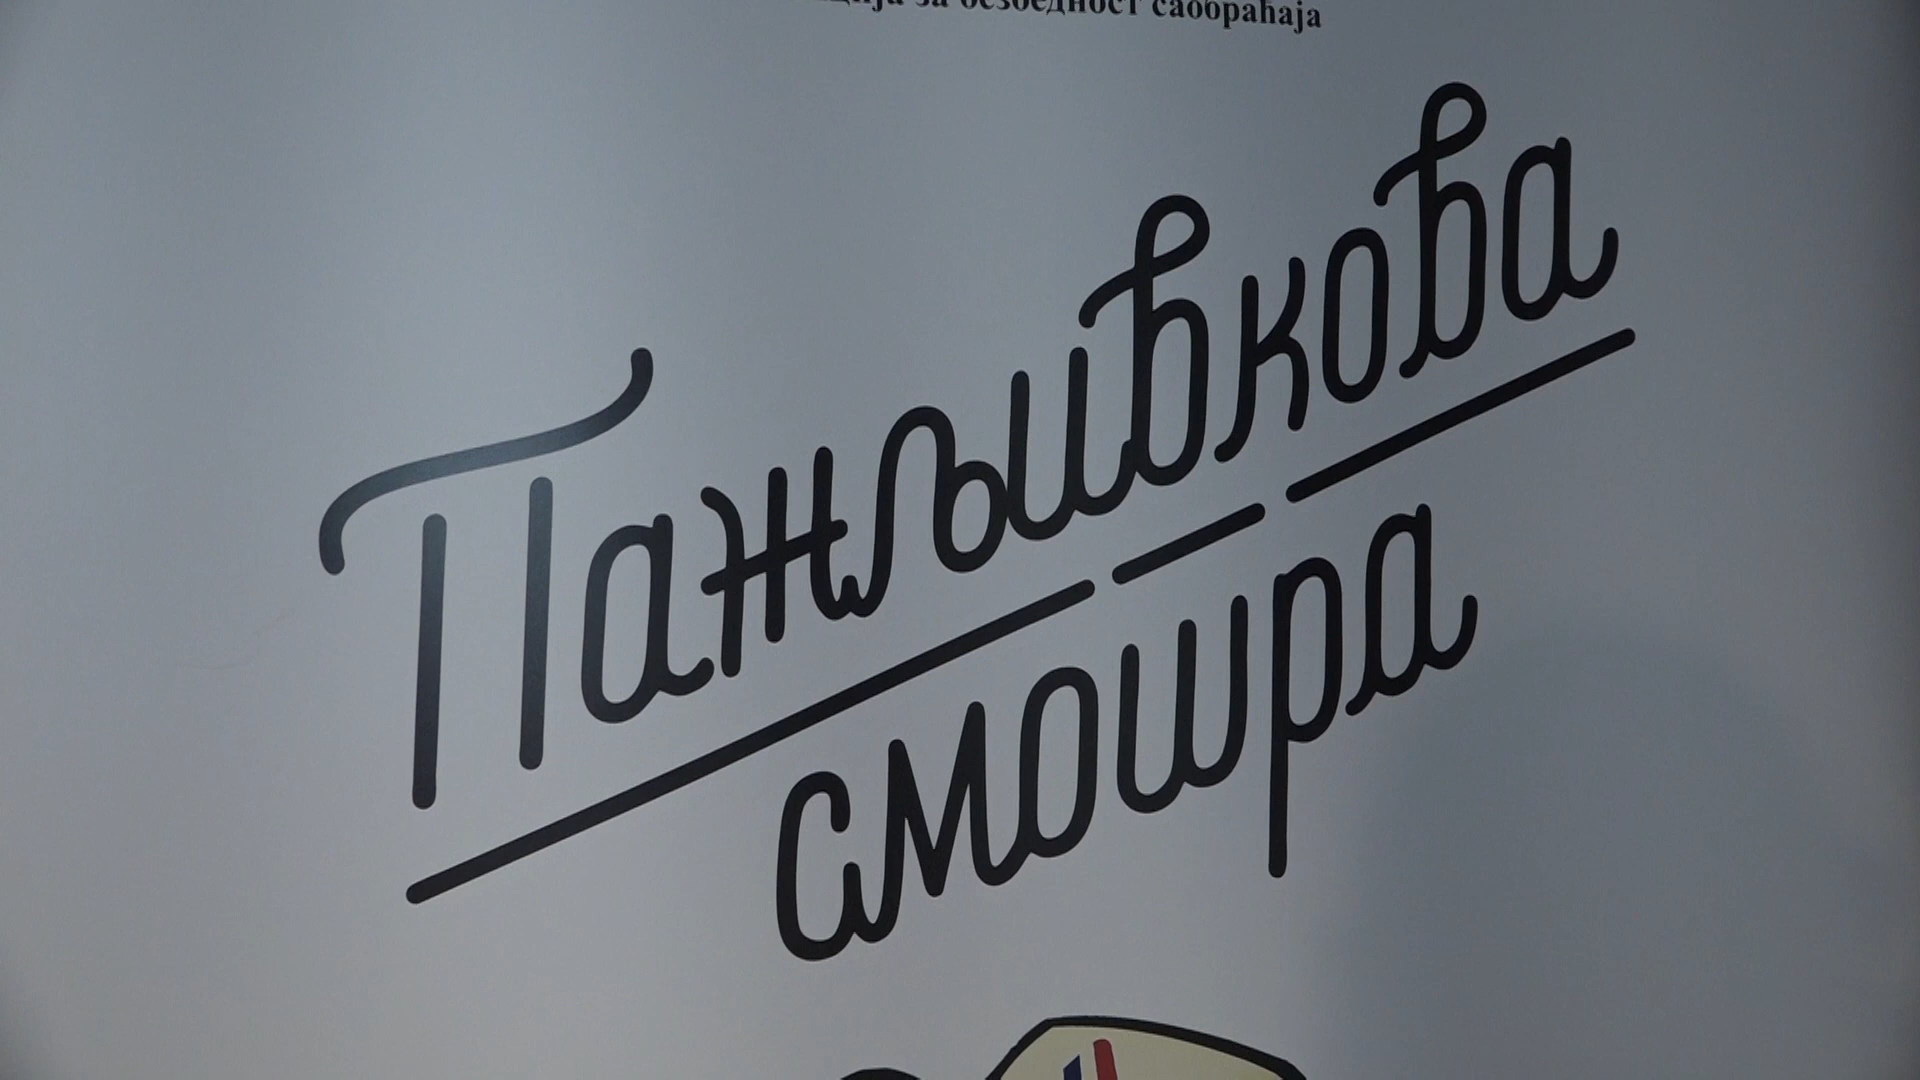 за безбедност саобраћаја
Пажљивкова
смотра